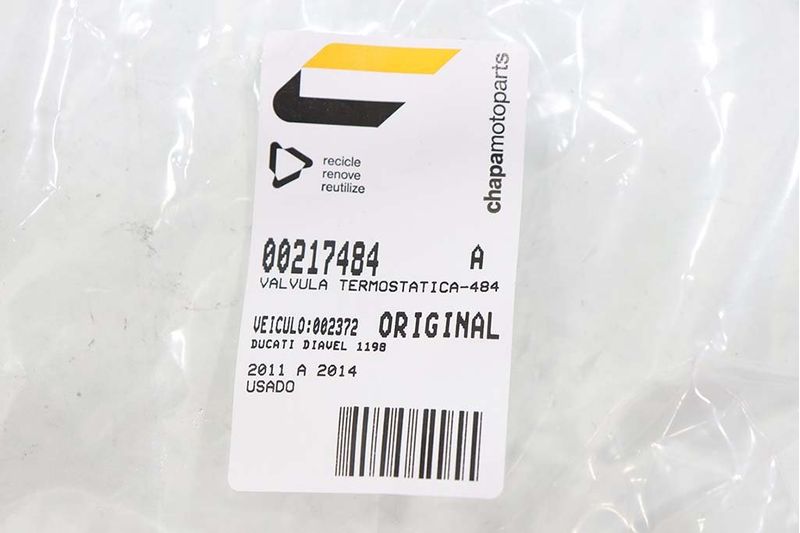 chapamotoparts
recicle
renove
reutilize
00217484 A
VALVULA TERMOSTATICA-484
VEICULO:002372 ORIGINAL
DUCATI DIAVEL 1198
2011 A 2014
USADO